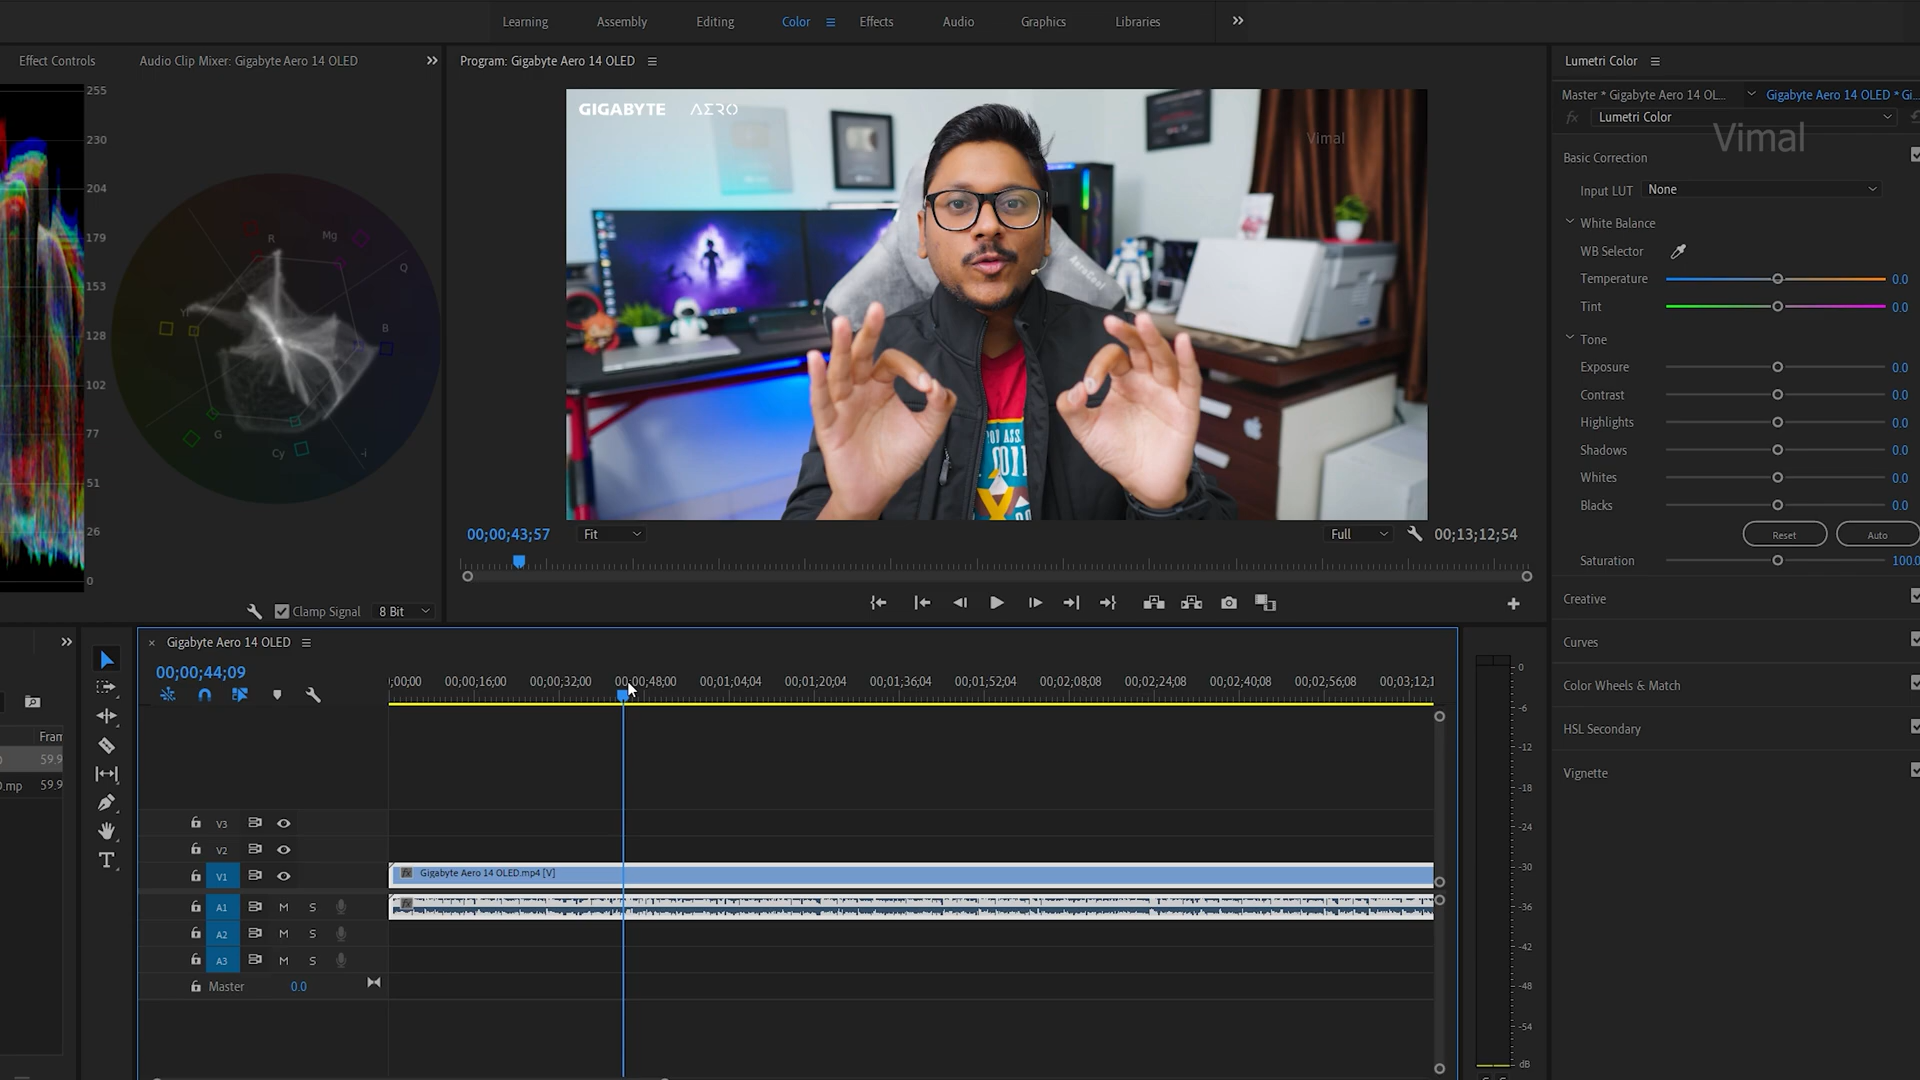 Learning Assembly Editing Color Effects Audio Graphics Libraries
Effect Controls Audio Clip Mixer: Gigabyte Aero 14 OLED
255
230
204
179
153
128
102
77
51
26
0
R Mg Q B -i Cy G Yl
Clamp Signal 8 Bit
Program: Gigabyte Aero 14 OLED
GIGABYTE AERO
Vimal
AeroCool
00;00;43;57 Fit Full 00;13;12;54
Lumetri Color
Master * Gigabyte Aero 14 OL... Gigabyte Aero 14 OLED * Gi...
fx Lumetri Color
Vimal
Basic Correction
Input LUT None
White Balance
WB Selector
Temperature 0.0
Tint 0.0
Tone
Exposure 0.0
Contrast 0.0
Highlights 0.0
Shadows 0.0
Whites 0.0
Blacks 0.0
Reset Auto
Saturation 100.0
Creative
Curves
Color Wheels & Match
HSL Secondary
Vignette
Fram
59.9
.mp 59.9
× Gigabyte Aero 14 OLED
00;00;44;09
;00;00 00;00;16;00 00;00;32;00 00;00;48;00 00;01;04;04 00;01;20;04 00;01;36;04 00;01;52;04 00;02;08;08 00;02;24;08 00;02;40;08 00;02;56;08 00;03;12;1
V3
V2
V1 fx Gigabyte Aero 14 OLED.mp4 [V]
A1 M S fx
A2 M S
A3 M S
Master 0.0
0
-6
-12
-18
-24
-30
-36
-42
-48
-54
dB